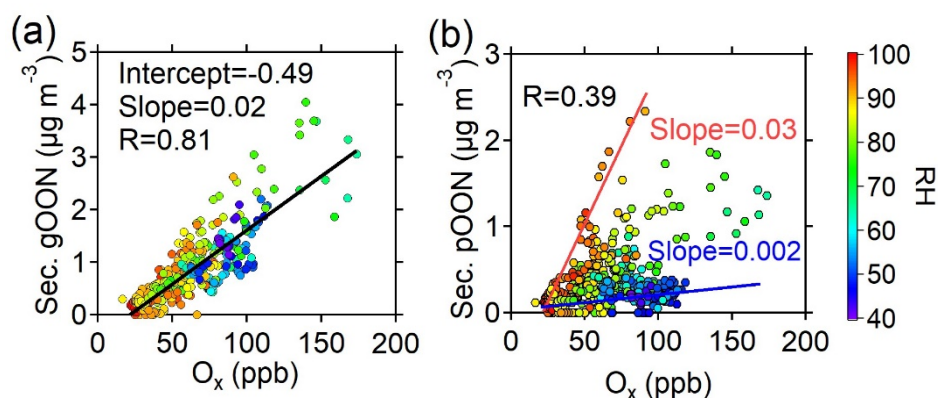 (a)
Intercept=-0.49
Slope=0.02
R=0.81
Sec. gOON (µg m⁻³)
5
4
3
2
1
0
0 50 100 150 200
Oₓ (ppb)
(b)
R=0.39
Slope=0.03
Slope=0.002
Sec. pOON (µg m⁻³)
3
2
1
0
0 50 100 150 200
Oₓ (ppb)
100
90
80
70
60
50
40
RH